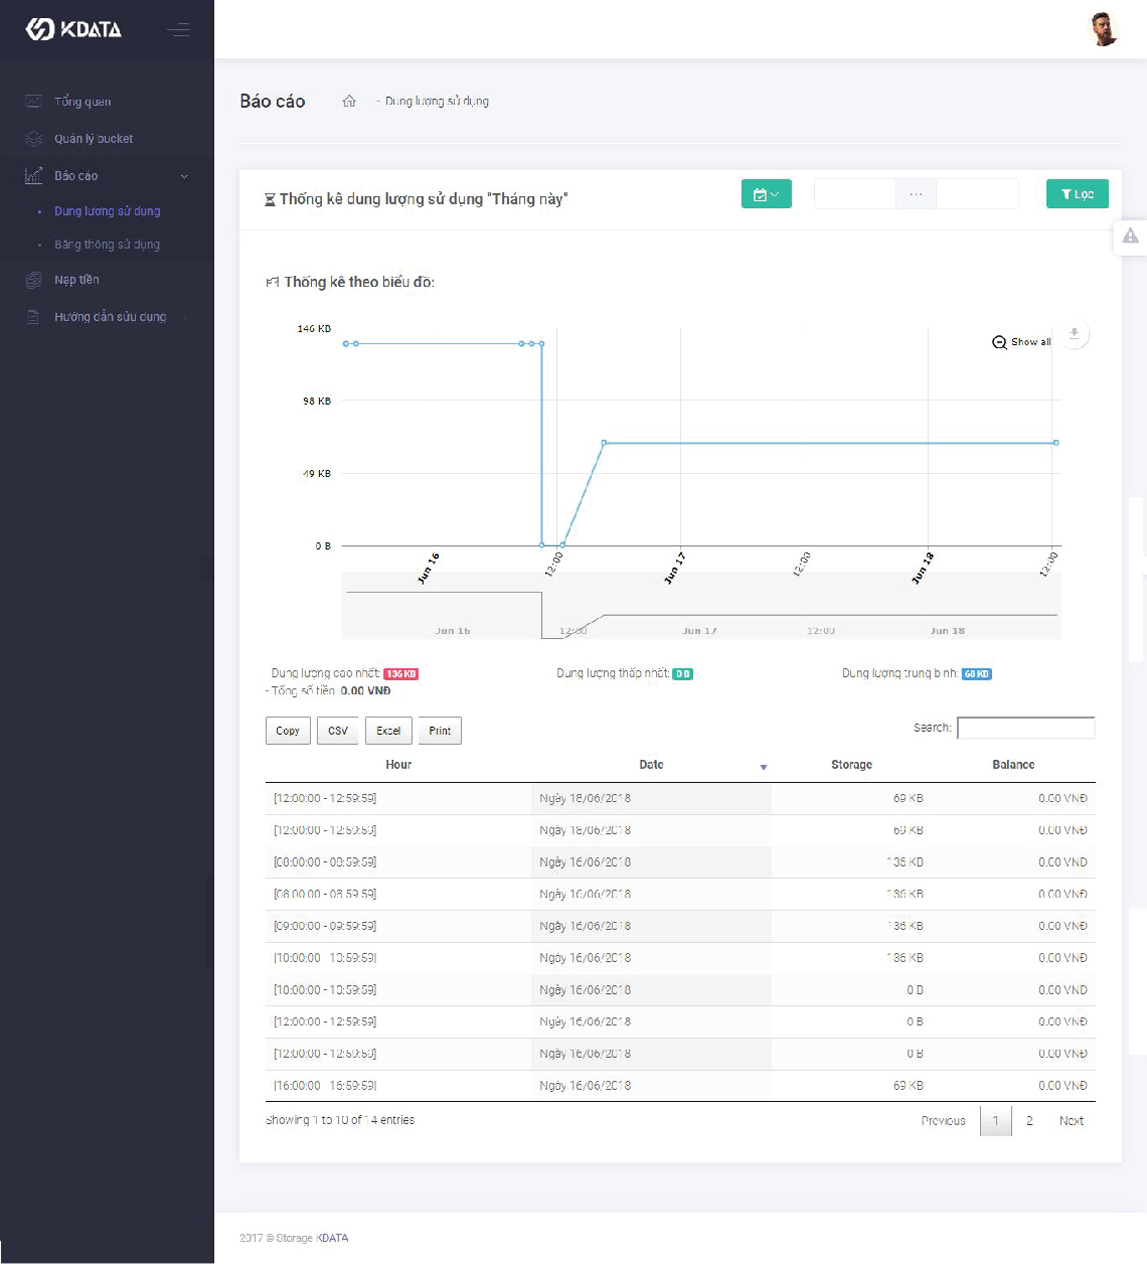 KDATA
Tổng quan
Quản lý bucket
Báo cáo
Dung lượng sử dụng
Băng thông sử dụng
Nạp tiền
Hướng dẫn sửu dụng
Báo cáo - Dung lượng sử dụng
Thống kê dung lượng sử dụng "Tháng này"
... Lọc
Thống kê theo biểu đồ:
146 KB
Show all
98 KB
49 KB
0 B
Jun 16 12:00 Jun 17 12:00 Jun 18 12:00
Jun 16 12:00 Jun 17 12:00 Jun 18
Dung lượng cao nhất: 136 KB Dung lượng thấp nhất: 0 B Dung lượng trung bình: 68 KB
- Tổng số tiền: 0.00 VNĐ
Copy CSV Excel Print Search:
Hour Date Storage Balance
[12:00:00 - 12:59:59] Ngày 18/06/2018 69 KB 0.00 VNĐ
[12:00:00 - 12:59:59] Ngày 18/06/2018 69 KB 0.00 VNĐ
[08:00:00 - 08:59:59] Ngày 16/06/2018 136 KB 0.00 VNĐ
[08:00:00 - 08:59:59] Ngày 16/06/2018 136 KB 0.00 VNĐ
[09:00:00 - 09:59:59] Ngày 16/06/2018 136 KB 0.00 VNĐ
[10:00:00 - 10:59:59] Ngày 16/06/2018 136 KB 0.00 VNĐ
[10:00:00 - 10:59:59] Ngày 16/06/2018 0 B 0.00 VNĐ
[12:00:00 - 12:59:59] Ngày 16/06/2018 0 B 0.00 VNĐ
[12:00:00 - 12:59:59] Ngày 16/06/2018 0 B 0.00 VNĐ
[16:00:00 - 16:59:59] Ngày 16/06/2018 69 KB 0.00 VNĐ
Showing 1 to 10 of 14 entries Previous 1 2 Next
2017 © Storage KDATA